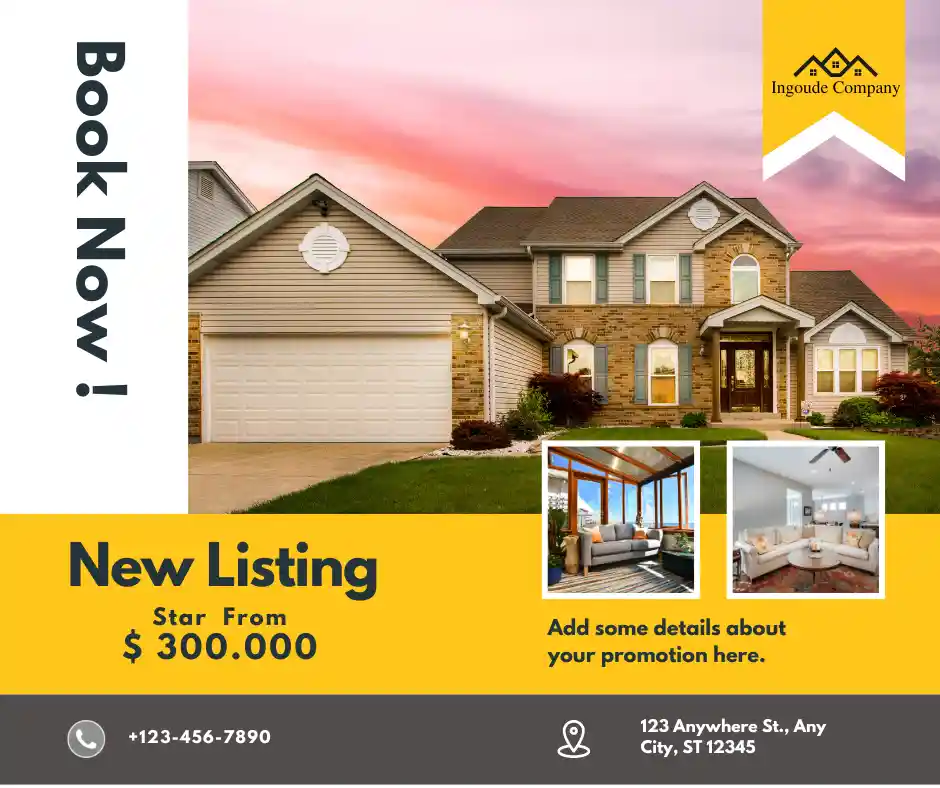 Book Now !
Ingoude Company
New Listing
Star From
$ 300.000
Add some details about
your promotion here.
+123-456-7890
123 Anywhere St., Any
City, ST 12345